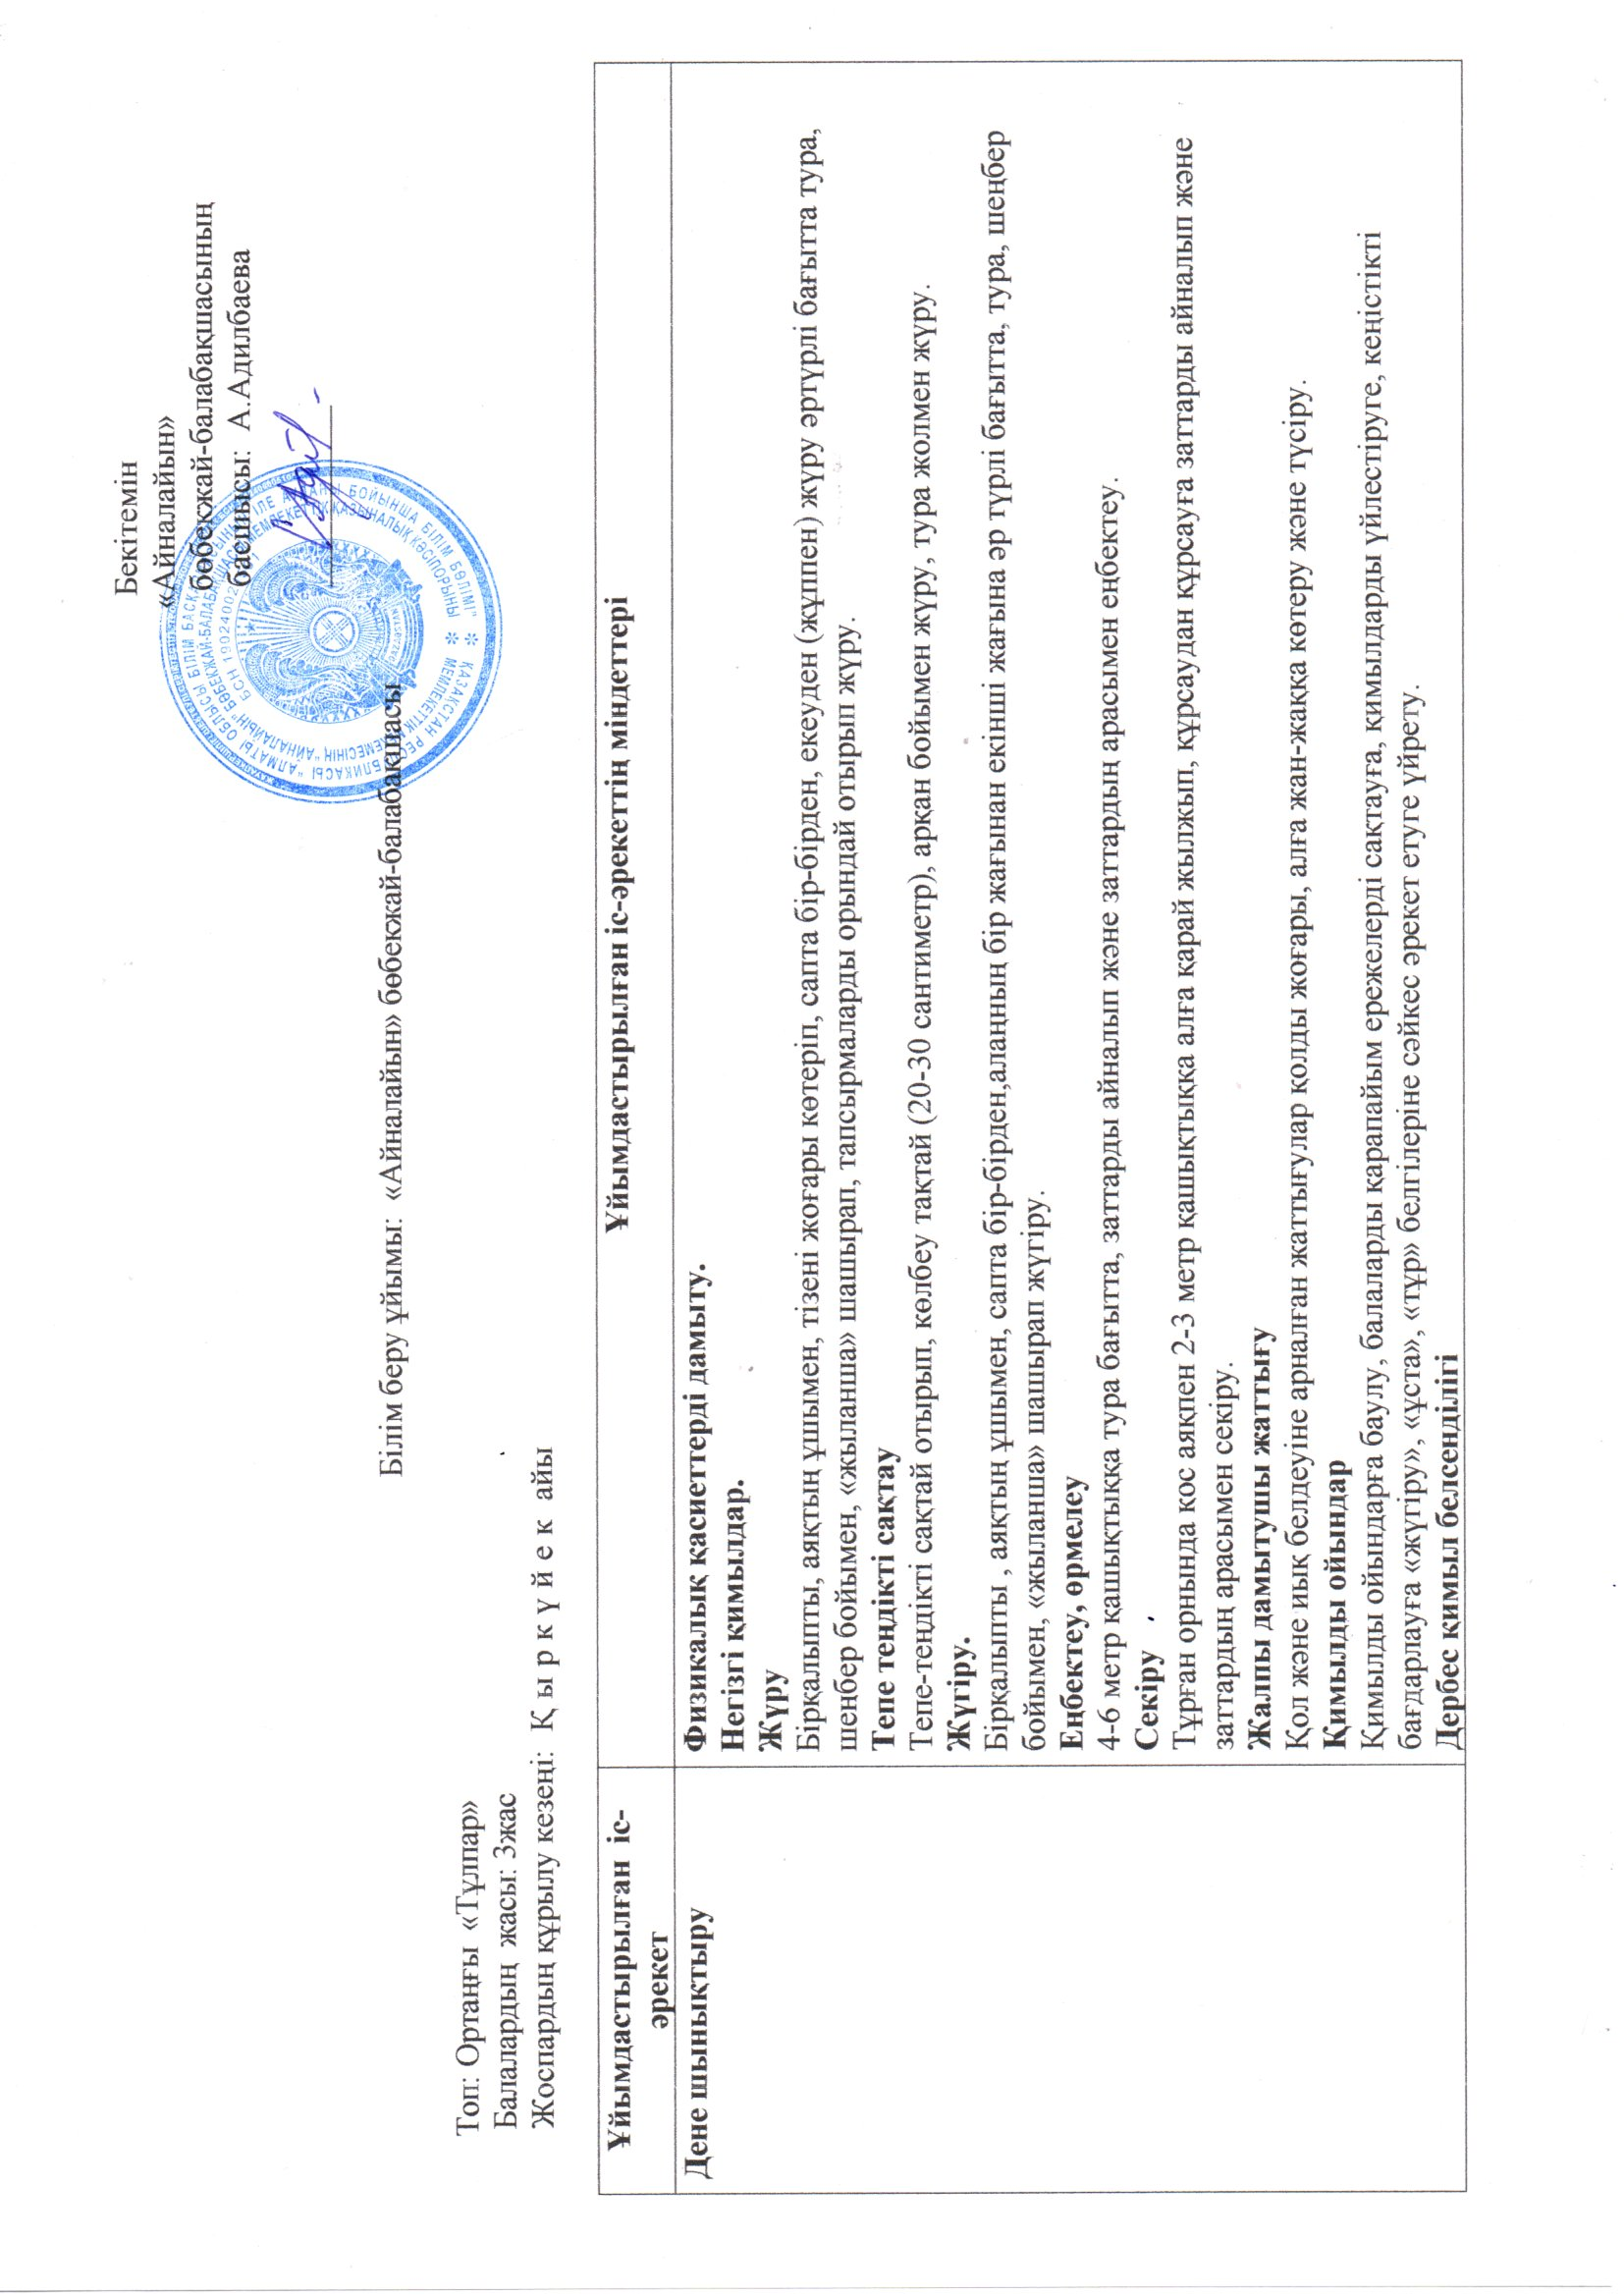 Бекітемін
«Айналайын»
бөбекжай-балабақшасының
басшысы: А.Адилбаева
Білім беру ұйымы: «Айналайын» бөбекжай-балабақшасы
Топ: Ортаңғы «Тұлпар»
Балалардың жасы: 3жас
Жоспардың құрылу кезеңі: Қ ы р к ү й е к айы
Ұйымдастырылған іс-
әрекет
Ұйымдастырылған іс-әрекеттің міндеттері
Дене шынықтыру
Физикалық қасиеттерді дамыту.
Негізгі қимылдар.
Жүру
Бірқалыпты, аяқтың ұшымен, тізені жоғары көтеріп, сапта бір-бірден, екеуден (жұппен) жүру әртүрлі бағытта тура,
шеңбер бойымен, «жыланша» шашырап, тапсырмаларды орындай отырып жүру.
Тепе теңдікті сақтау
Тепе-теңдікті сақтай отырып, көлбеу тақтай (20-30 сантиметр), арқан бойымен жүру, тура жолмен жүру.
Жүгіру.
Бірқалыпты , аяқтың ұшымен, сапта бір-бірден,алаңның бір жағынан екінші жағына әр түрлі бағытта, тура, шеңбер
бойымен, «жыланша» шашырап жүгіру.
Еңбектеу, өрмелеу
4-6 метр қашықтыққа тура бағытта, заттарды айналып және заттардың арасымен еңбектеу.
Секіру
Тұрған орнында қос аяқпен 2-3 метр қашықтыққа алға қарай жылжып, құрсаудан құрсауға заттарды айналып және
заттардың арасымен секіру.
Жалпы дамытушы жаттығу
Қол және иық белдеуіне арналған жаттығулар қолды жоғары, алға жан-жаққа көтеру және түсіру.
Қимылды ойындар
Қимылды ойындарға баулу, балаларды қарапайым ережелерді сақтауға, қимылдарды үйлестіруге, кеңістікті
бағдарлауға «жүгіру», «ұста», «тұр» белгілеріне сәйкес әрекет етуге үйрету.
Дербес қимыл белсенділігі